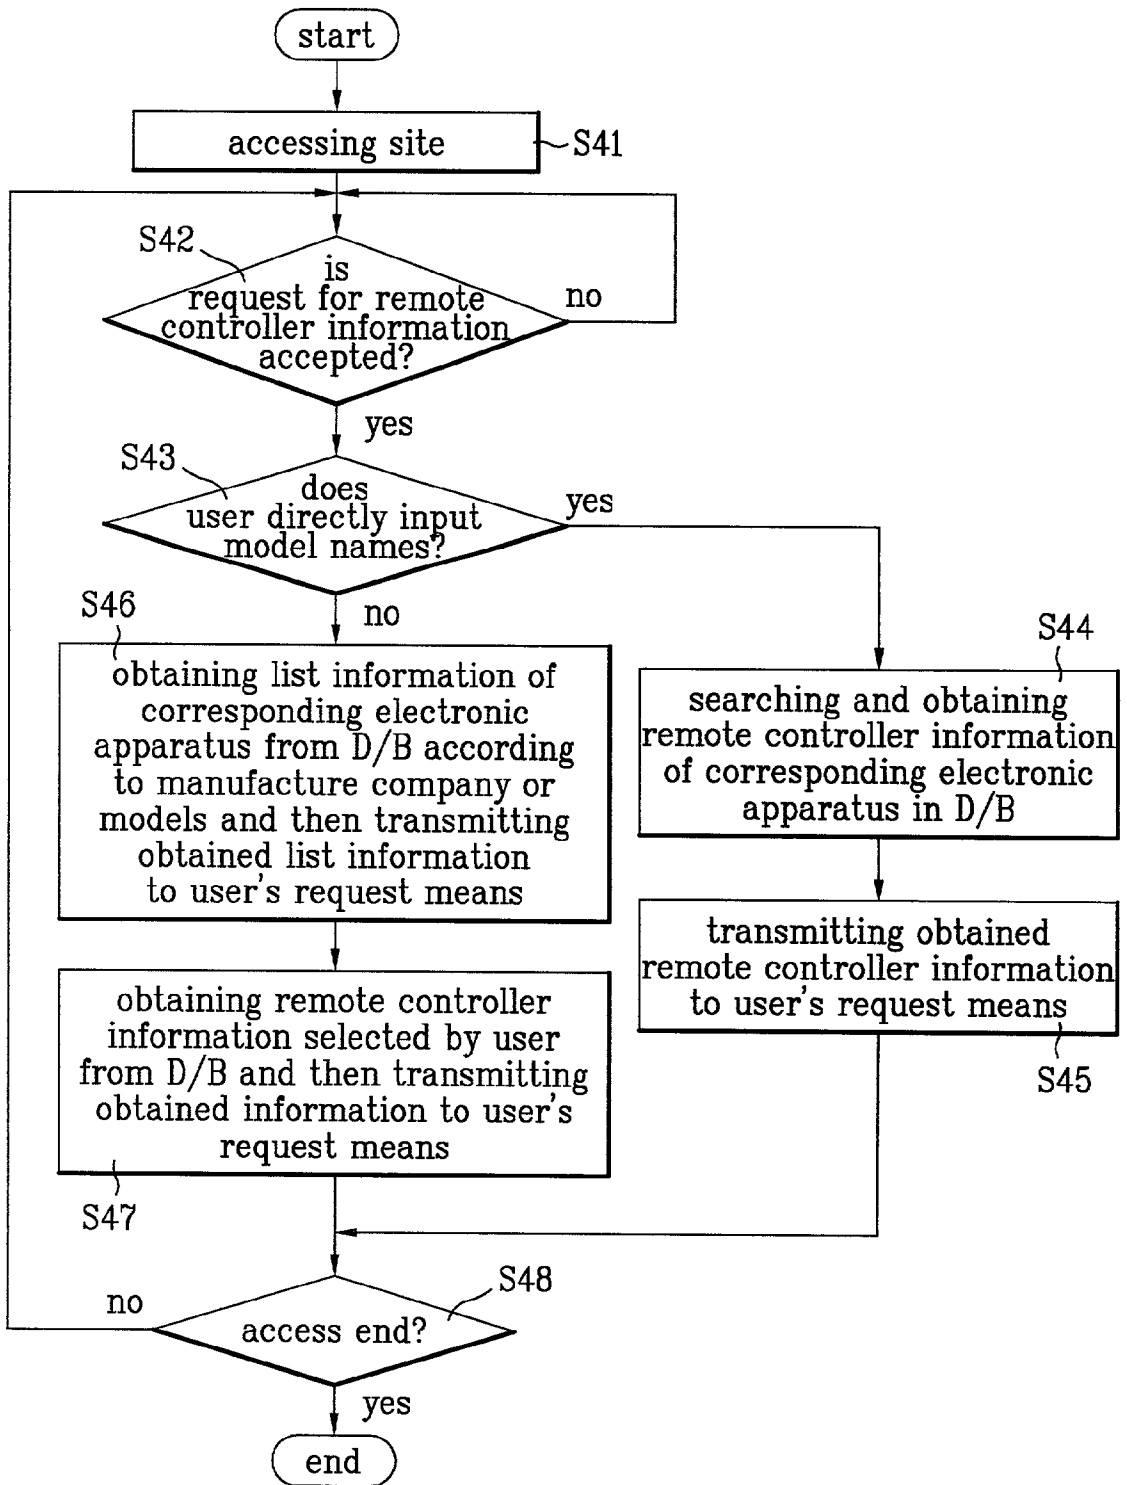 start
accessing site
S41
S42
is
request for remote
controller information
accepted?
no
yes
S43
does
user directly input
model names?
yes
no
S46
obtaining list information of
corresponding electronic
apparatus from D/B according
to manufacture company or
models and then transmitting
obtained list information
to user's request means
S44
searching and obtaining
remote controller information
of corresponding electronic
apparatus in D/B
transmitting obtained
remote controller information
to user's request means
S45
obtaining remote controller
information selected by user
from D/B and then transmitting
obtained information to user's
request means
S47
S48
access end?
no
yes
end